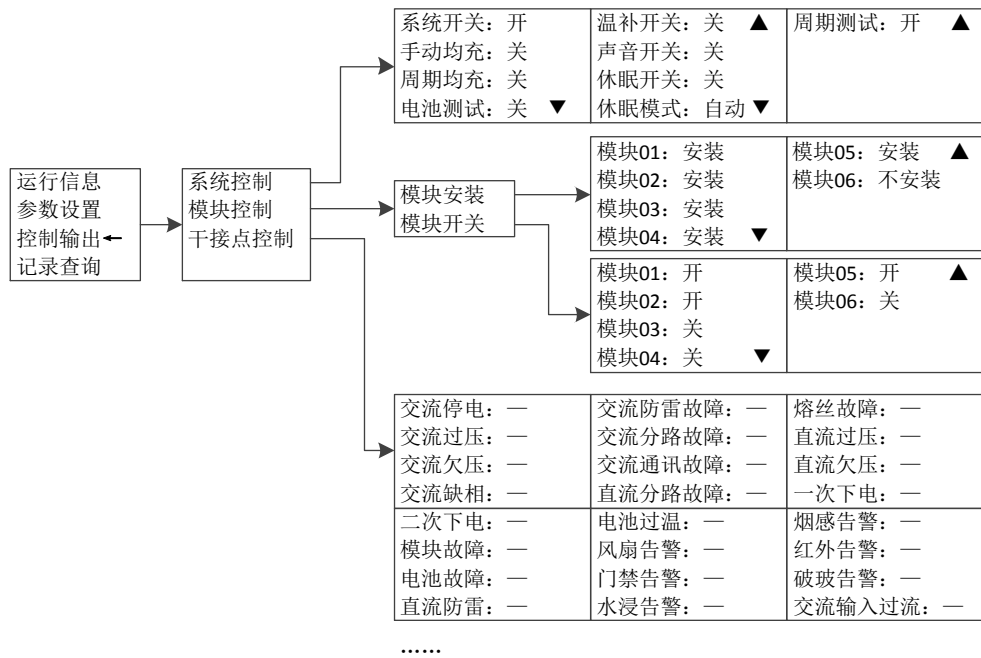 系统开关：开
手动均充：关
周期均充：关
电池测试：关 ▼
温补开关：关 ▲
声音开关：关
休眠开关：关
休眠模式：自动 ▼
周期测试：开 ▲
运行信息
参数设置
控制输出←
记录查询
系统控制
模块控制
干接点控制
模块安装
模块开关
模块01：安装
模块02：安装
模块03：安装
模块04：安装 ▼
模块05：安装 ▲
模块06：不安装
模块01：开
模块02：开
模块03：关
模块04：关 ▼
模块05：开 ▲
模块06：关
交流停电：—
交流过压：—
交流欠压：—
交流缺相：—
交流防雷故障：—
交流分路故障：—
交流通讯故障：—
直流分路故障：—
熔丝故障：—
直流过压：—
直流欠压：—
一次下电：—
二次下电：—
模块故障：—
电池故障：—
直流防雷：—
电池过温：—
风扇告警：—
门禁告警：—
水浸告警：—
烟感告警：—
红外告警：—
破玻告警：—
交流输入过流：—
……